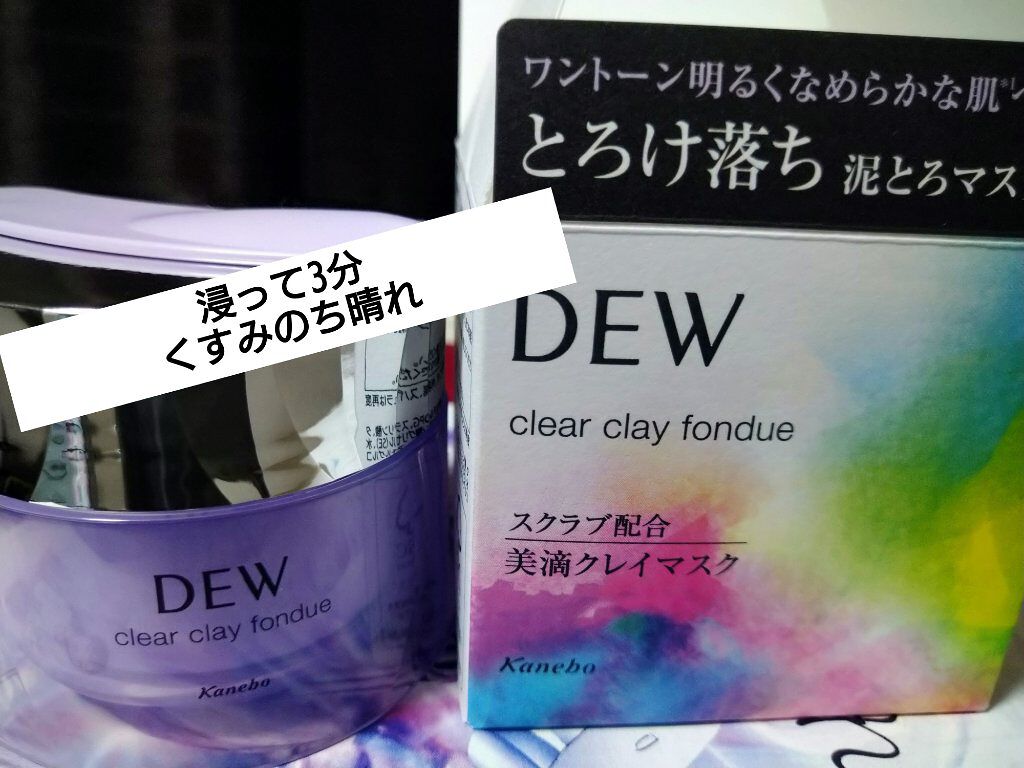 ワントーン明るくなめらかな肌※1へ
とろけ落ち 泥とろマス
浸って3分
くすみのち晴れ
DEW
clear clay fondue
スクラブ配合
美滴クレイマスク
Kanebo
DEW
clear clay fondue
Kanebo